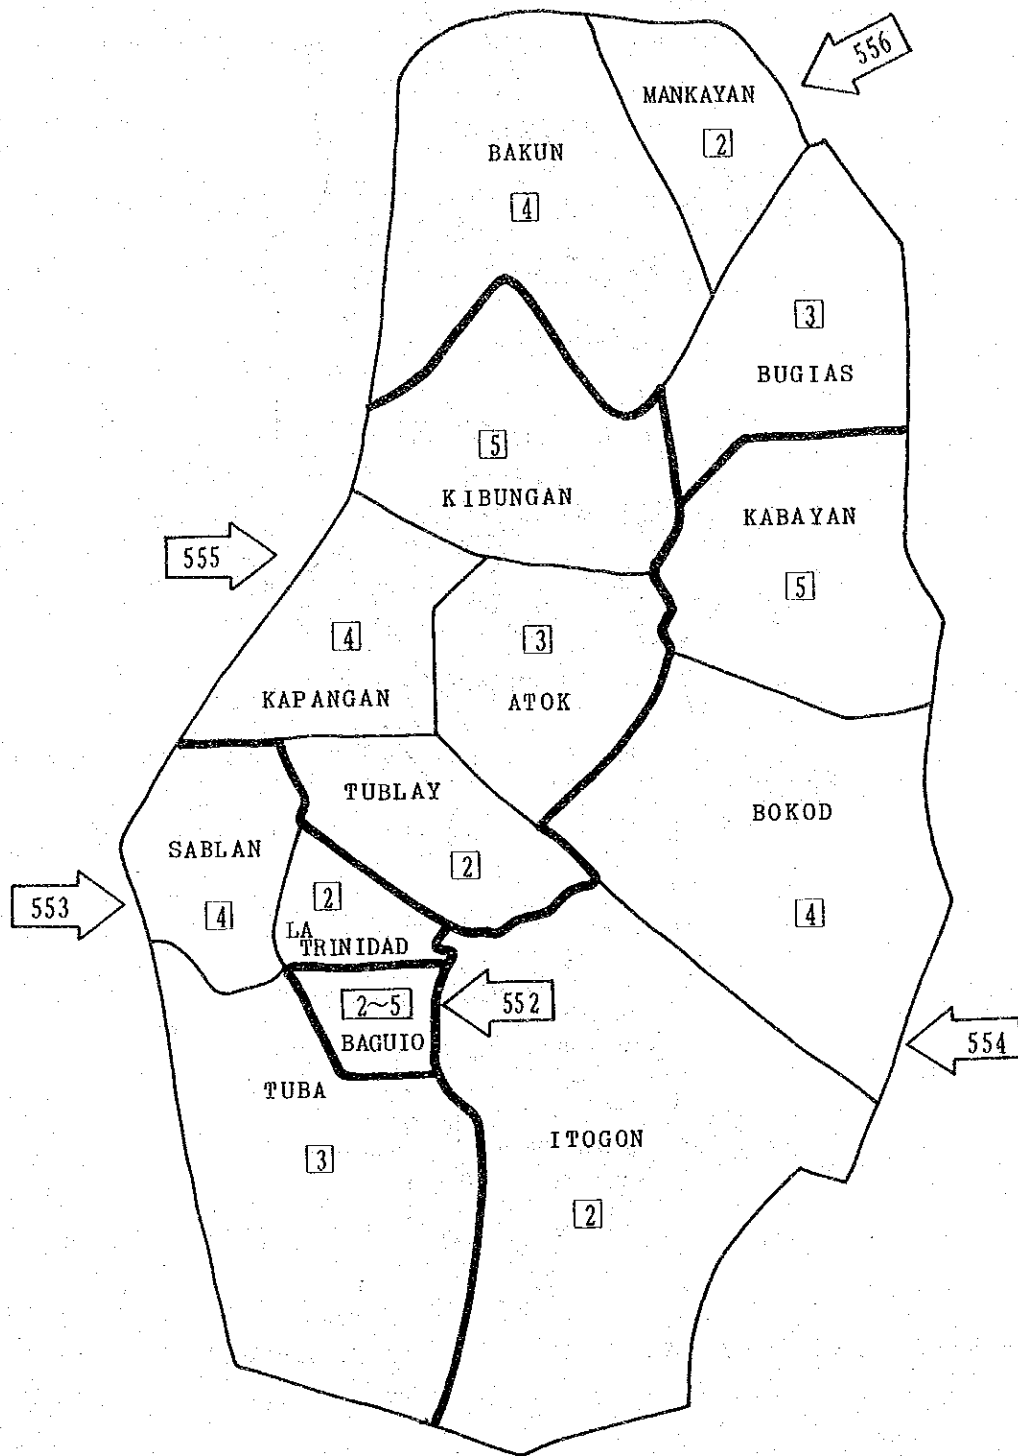 556
MANKAYAN
2
BAKUN
4
3
BUGIAS
5
KIBUNGAN
KABAYAN
555
5
4
3
KAPANGAN
ATOK
TUBLAY
BOKOD
SABLAN
2
553
4
2
4
LA
TRINIDAD
2~5
552
BAGUIO
554
TUBA
ITOGON
3
2